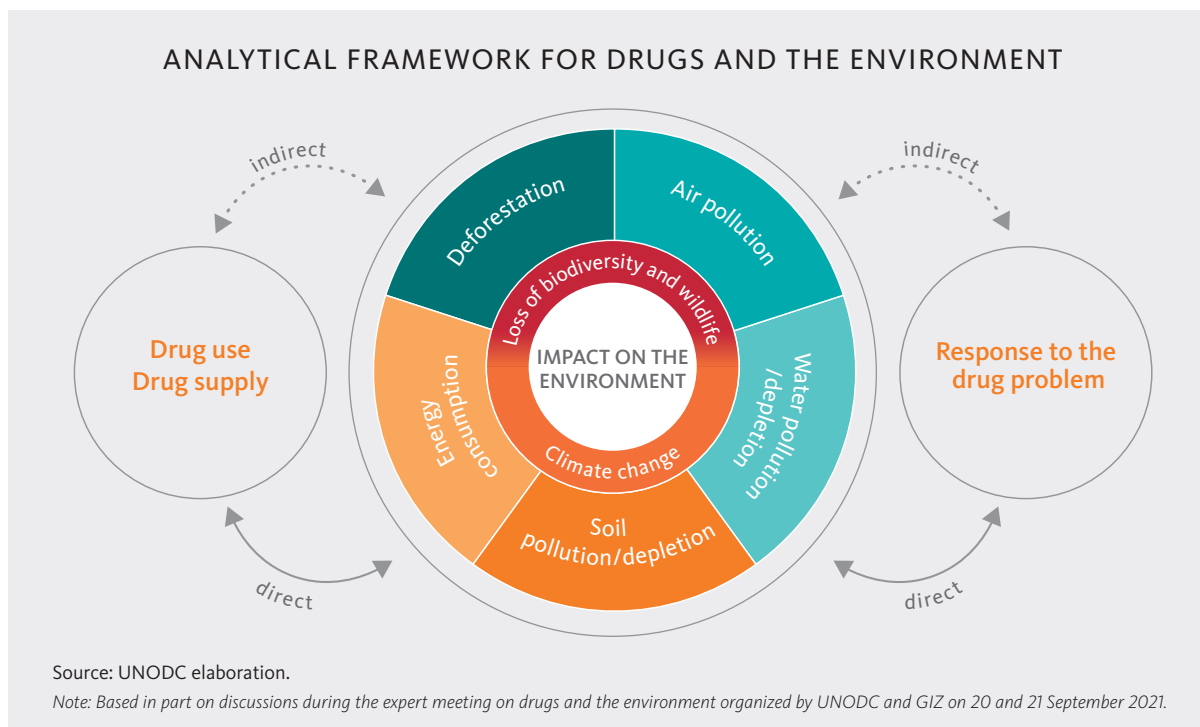 ANALYTICAL FRAMEWORK FOR DRUGS AND THE ENVIRONMENT
indirect
indirect
Deforestation
Air pollution
Loss of biodiversity and wildlife
Drug use
Drug supply
IMPACT ON THE
ENVIRONMENT
Response to the
drug problem
Energy
consumption
Water pollution
/depletion
Climate change
Soil
pollution/depletion
direct
direct
Source: UNODC elaboration.
Note: Based in part on discussions during the expert meeting on drugs and the environment organized by UNODC and GIZ on 20 and 21 September 2021.